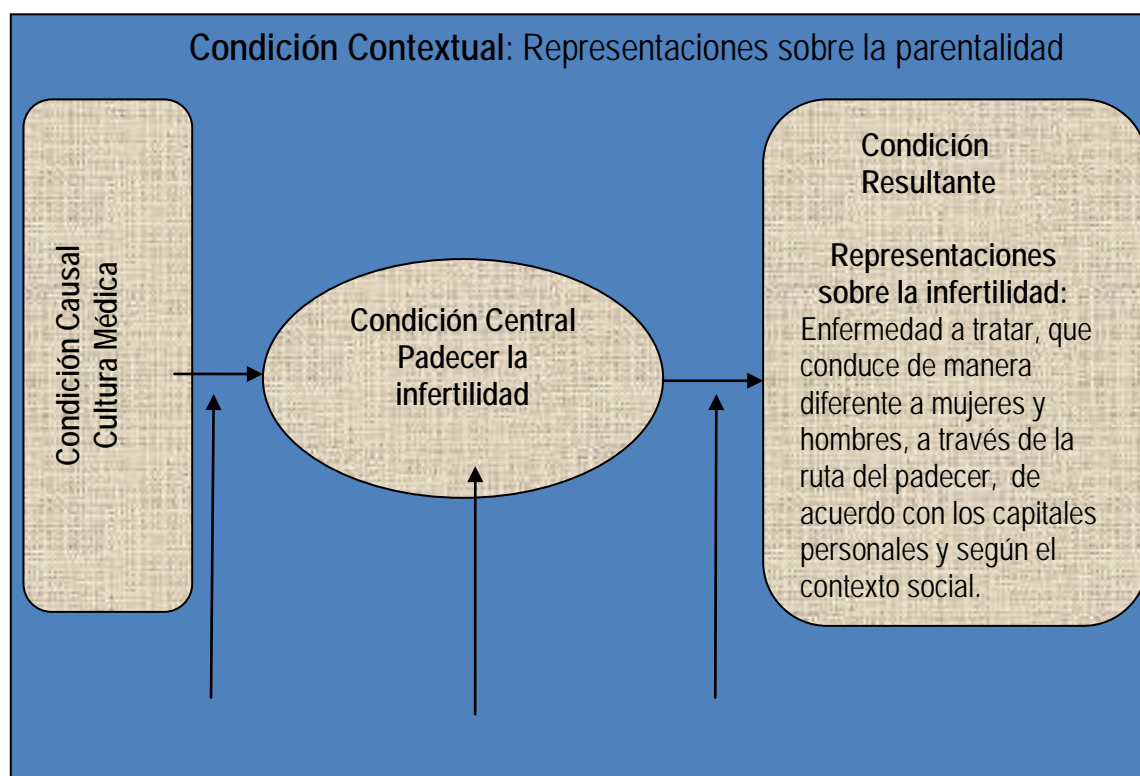 Condición Contextual: Representaciones sobre la parentalidad
Condición Causal
Cultura Médica
Condición Central
Padecer la
infertilidad
Condición
Resultante
Representaciones
sobre la infertilidad:
Enfermedad a tratar, que
conduce de manera
diferente a mujeres y
hombres, a través de la
ruta del padecer, de
acuerdo con los capitales
personales y según el
contexto social.